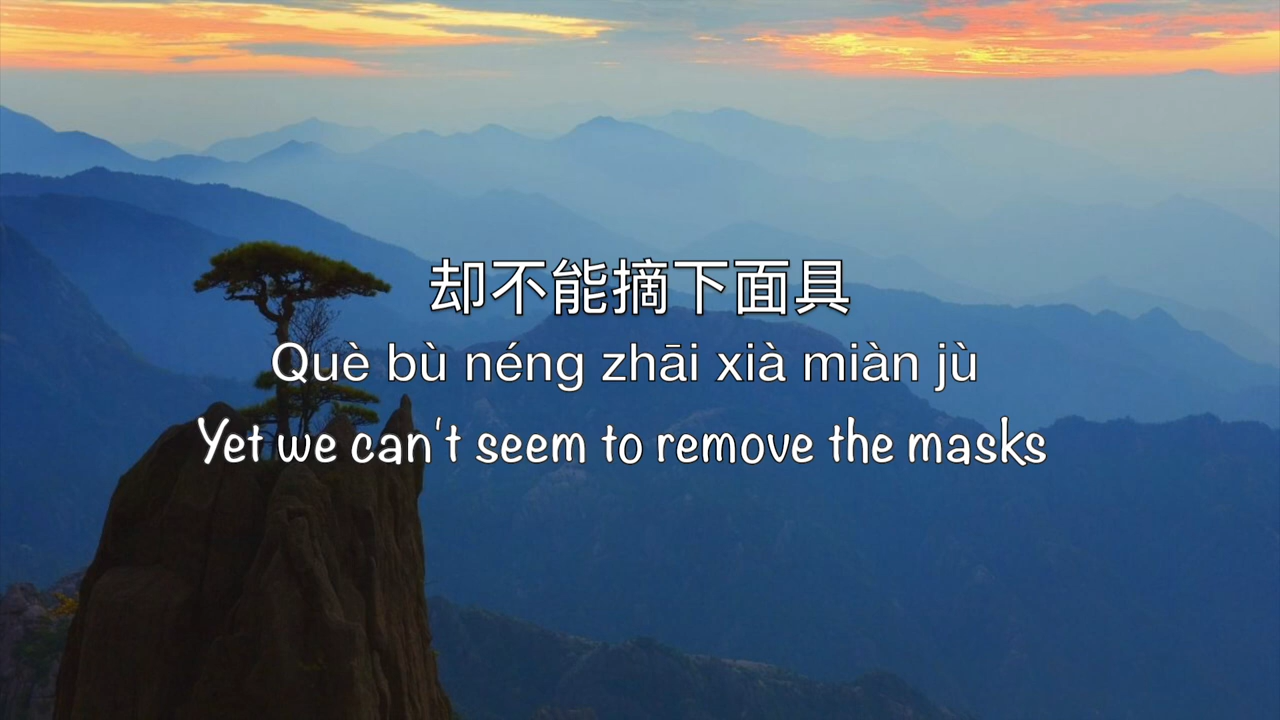 却不能摘下面具
Què bù néng zhāi xià miàn jù
Yet we can't seem to remove the masks